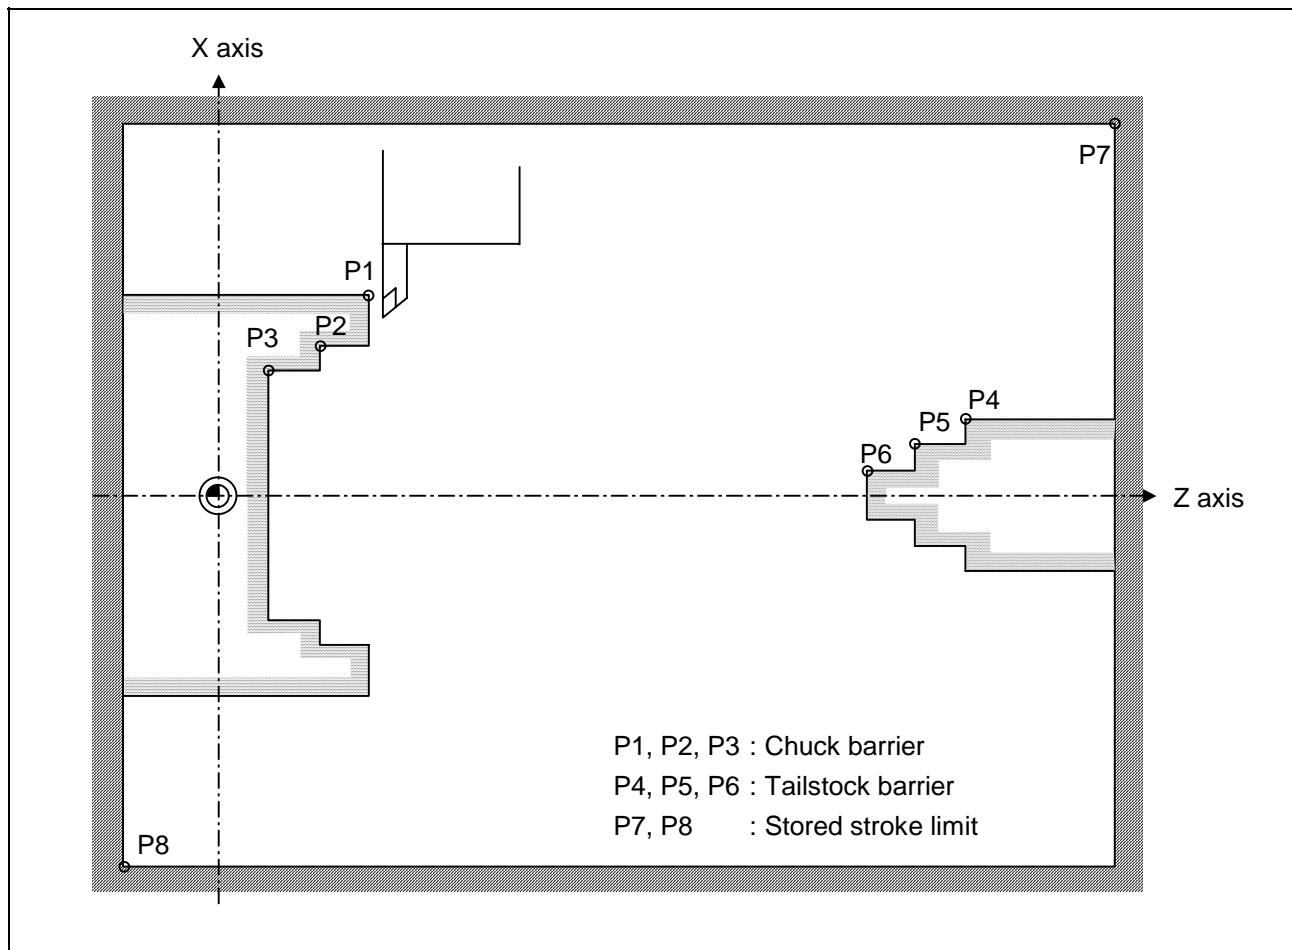 X axis
P7
P1
P2
P3
P4
P5
P6
Z axis
P1, P2, P3 : Chuck barrier
P4, P5, P6 : Tailstock barrier
P7, P8 : Stored stroke limit
P8